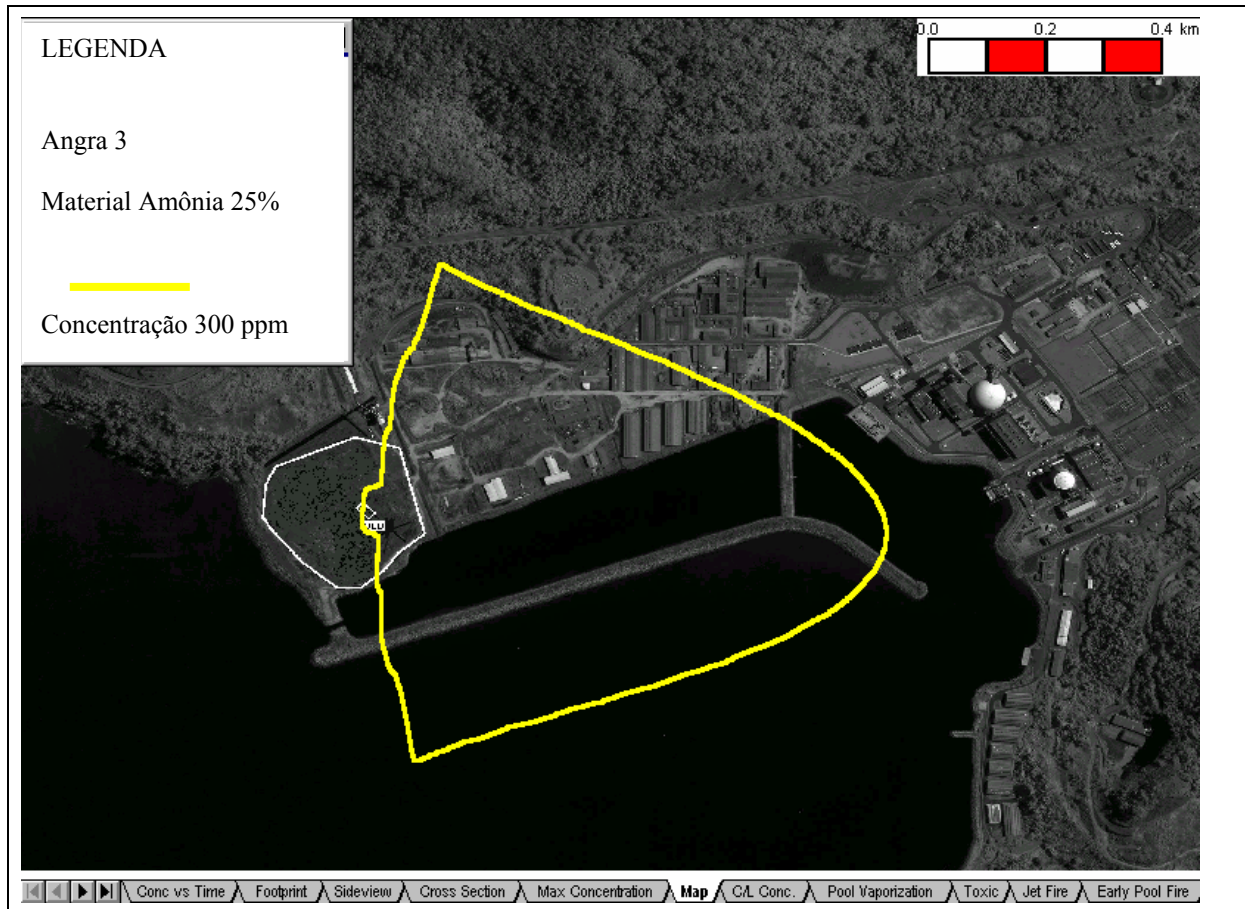 LEGENDA
Angra 3
Material Amônia 25%
Concentração 300 ppm
0.0 0.2 0.4 km
Conc vs Time Footprint Sideview Cross Section Max Concentration Map C/L Conc. Pool Vaporization Toxic Jet Fire Early Pool Fire